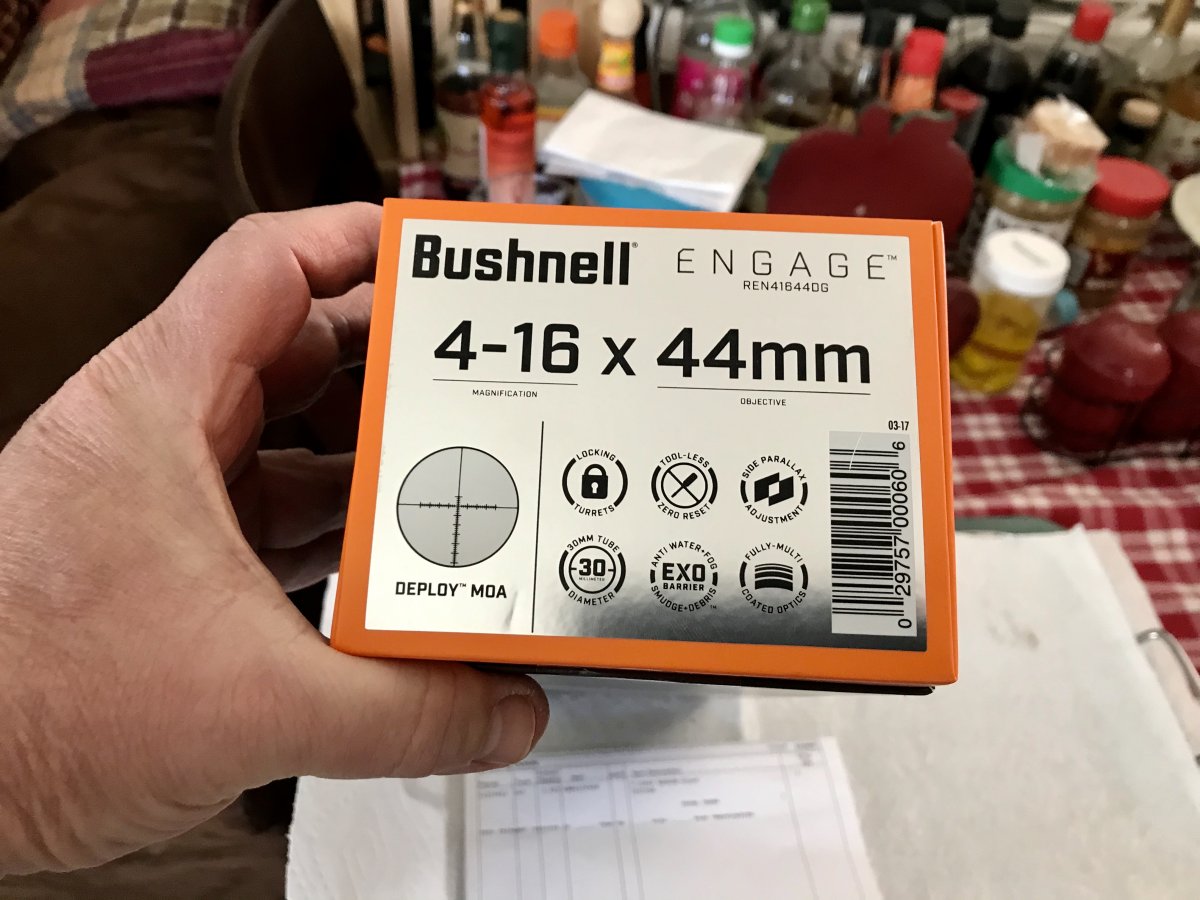 Bushnell® ENGAGE™
REN41644DG
4-16 x 44mm
MAGNIFICATION
OBJECTIVE
03-17
LOCKING
TURRETS
TOOL-LESS
ZERO RESET
SIDE PARALLAX
ADJUSTMENT
30MM TUBE
30
MILLIMETER
DIAMETER
ANTI WATER•FOG
EXO
BARRIER
SMUDGE•DEBRIS™
FULLY-MULTI
COATED OPTICS
DEPLOY™ MOA
0 29757 00060 6